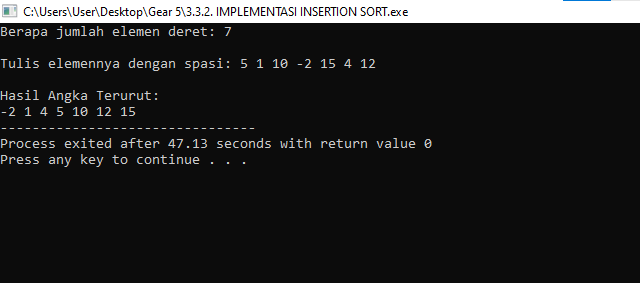 C:\Users\User\Desktop\Gear 5\3.3.2. IMPLEMENTASI INSERTION SORT.exe
Berapa jumlah elemen deret: 7
Tulis elemennya dengan spasi: 5 1 10 -2 15 4 12
Hasil Angka Terurut:
-2 1 4 5 10 12 15
--------------------------------
Process exited after 47.13 seconds with return value 0
Press any key to continue . . .